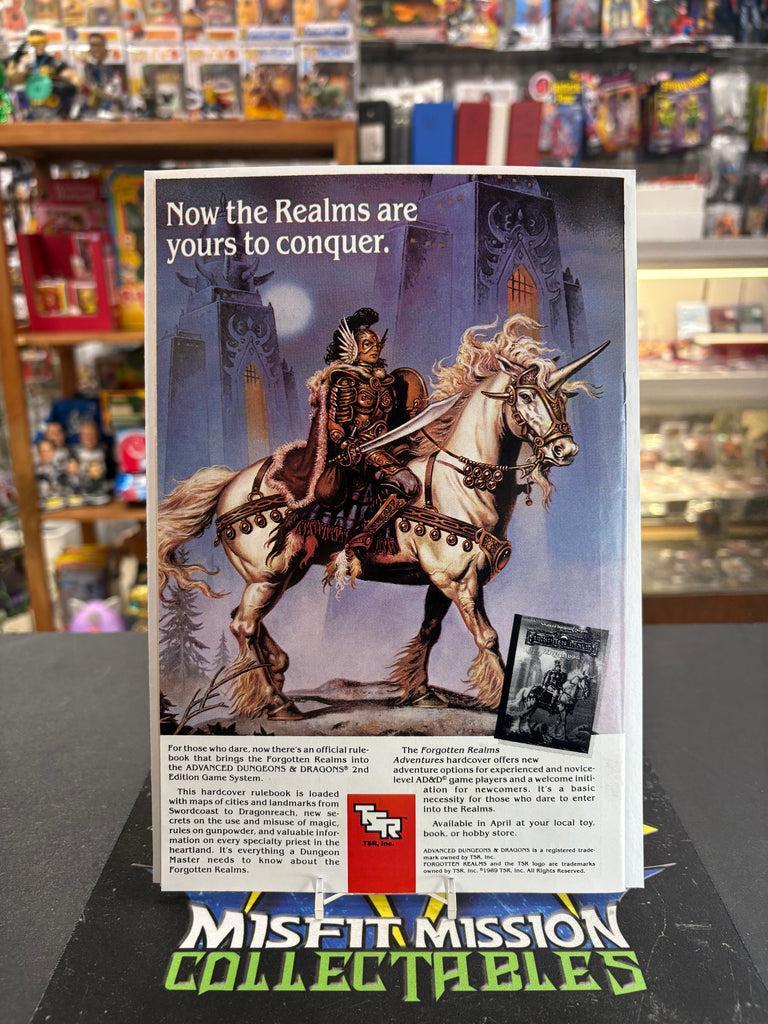 Now the Realms are
yours to conquer.
For those who dare, now there's an official rule-
book that brings the Forgotten Realms into
the ADVANCED DUNGEONS & DRAGONS® 2nd
Edition Game System.
This hardcover rulebook is loaded
with maps of cities and landmarks from
Swordcoast to Dragonreach, new se-
crets on the use and misuse of magic,
rules on gunpowder, and valuable infor-
mation on every specialty priest in the
heartland. It's everything a Dungeon
Master needs to know about the
Forgotten Realms.
TSR
TSR, Inc.
The Forgotten Realms
Adventures hardcover offers new
adventure options for experienced and novice-
level AD&D® game players and a welcome initi-
ation for newcomers. It's a basic
necessity for those who dare to enter
into the Realms.
Available in April at your local toy,
book, or hobby store.
ADVANCED DUNGEONS & DRAGONS is a registered trade-
mark owned by TSR, Inc.
FORGOTTEN REALMS and the TSR logo are trademarks
owned by TSR, Inc. ©1989 TSR, Inc. All Rights Reserved.
MISFIT MISSION
COLLECTABLES